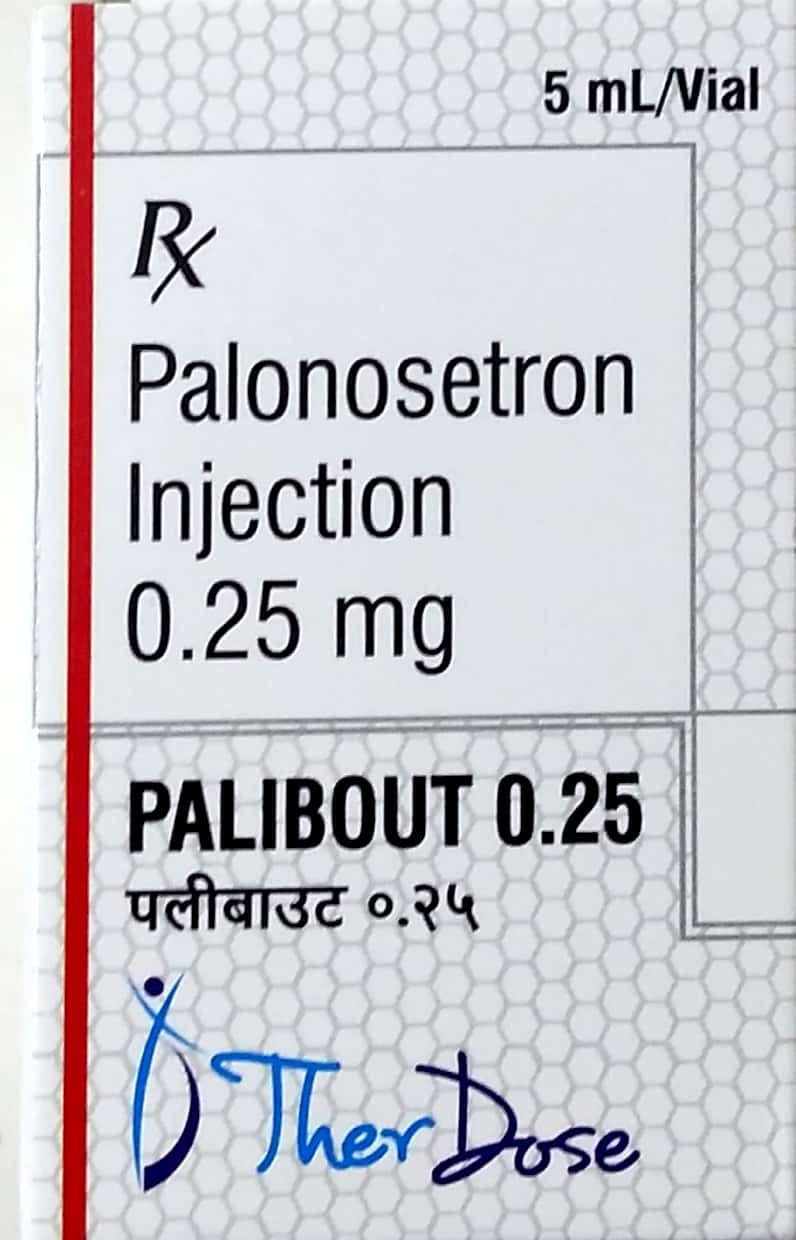 5 mL/Vial
Rx
Palonosetron
Injection
0.25 mg
PALIBOUT 0.25
पलीबाउट ०.२५
TherDose